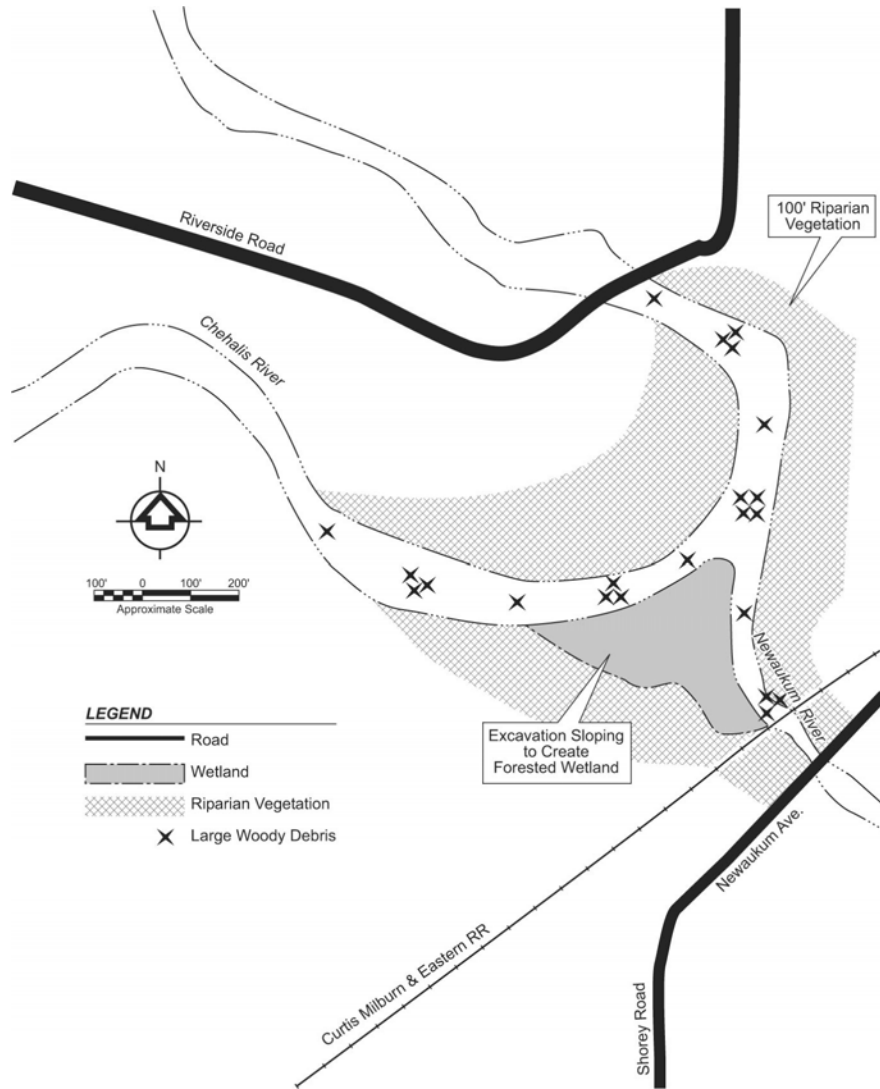 Riverside Road
100' Riparian
Vegetation
Chehalis River
N
100' 0 100' 200'
Approximate Scale
Newaukum River
LEGEND
Road
Wetland
Riparian Vegetation
Large Woody Debris
Excavation Sloping
to Create
Forested Wetland
Newaukum Ave.
Curtis Milburn & Eastern RR
Shorey Road